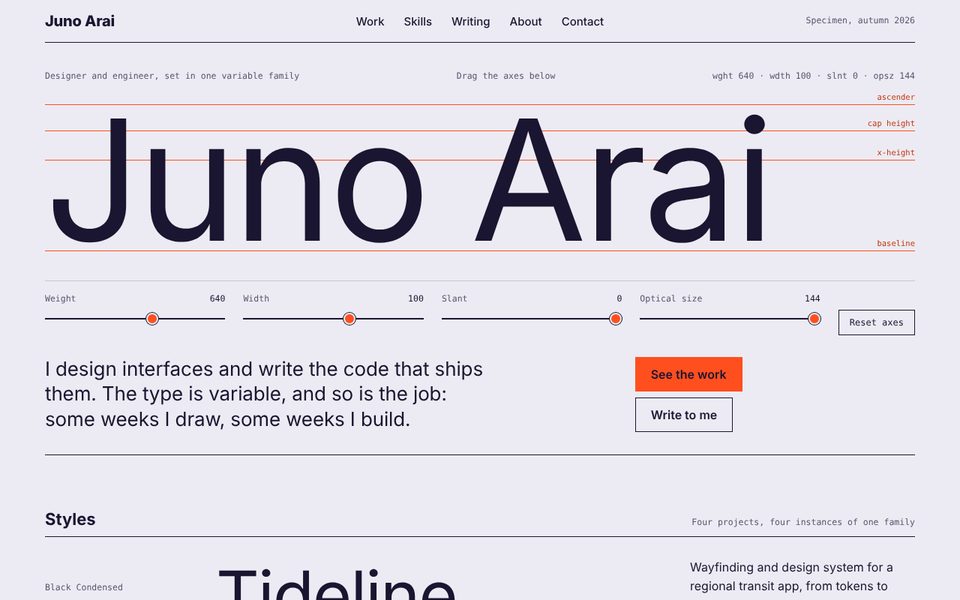 Juno Arai
Work Skills Writing About Contact
Specimen, autumn 2026
Designer and engineer, set in one variable family
Drag the axes below
wght 640 · wdth 100 · slnt 0 · opsz 144
ascender
cap height
x-height
Juno Arai
baseline
Weight 640
Width 100
Slant 0
Optical size 144
Reset axes
I design interfaces and write the code that ships
them. The type is variable, and so is the job:
some weeks I draw, some weeks I build.
See the work
Write to me
Styles
Four projects, four instances of one family
Black Condensed
Tideline
Wayfinding and design system for a
regional transit app, from tokens to